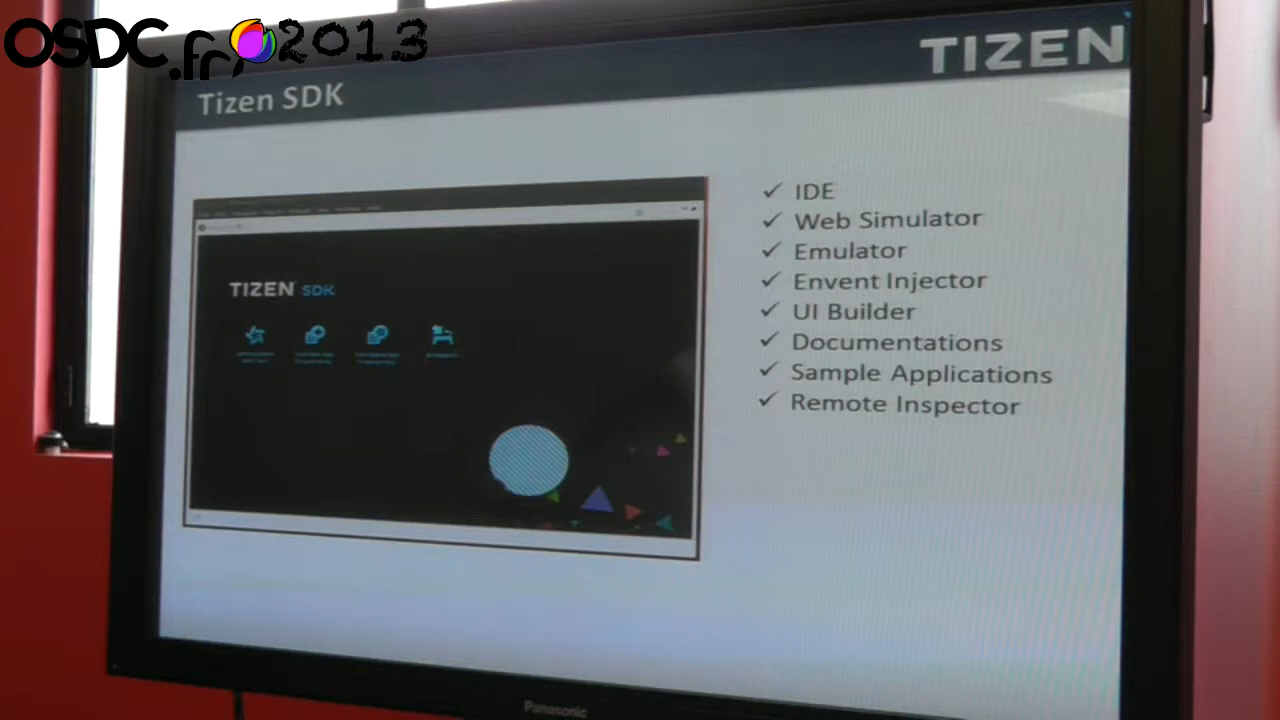 OSDC.fr 2013
TIZEN
Tizen SDK
TIZEN SDK
✓ IDE
✓ Web Simulator
✓ Emulator
✓ Envent Injector
✓ UI Builder
✓ Documentations
✓ Sample Applications
✓ Remote Inspector
Panasonic